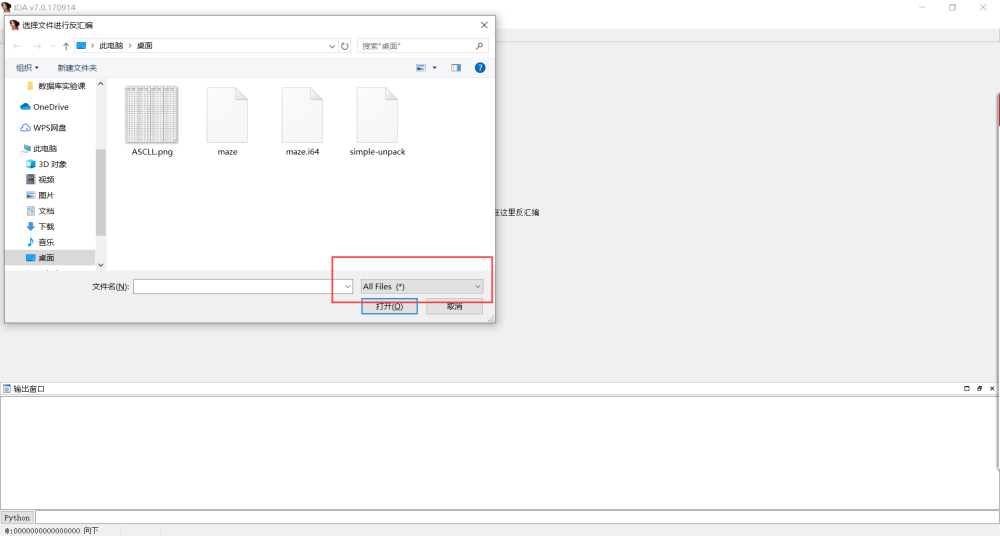 IDA v7.0.170914
选择文件进行反汇编
此电脑 桌面
搜索"桌面"
组织 新建文件夹
数据库实验课
OneDrive
WPS网盘
此电脑
3D 对象
视频
图片
文档
下载
音乐
桌面
ASCLL.png maze maze.i64 simple-unpack
在这里反汇编
文件名(N): All Files (*)
打开(O) 取消
输出窗口
Python
@:0000000000000000 向下